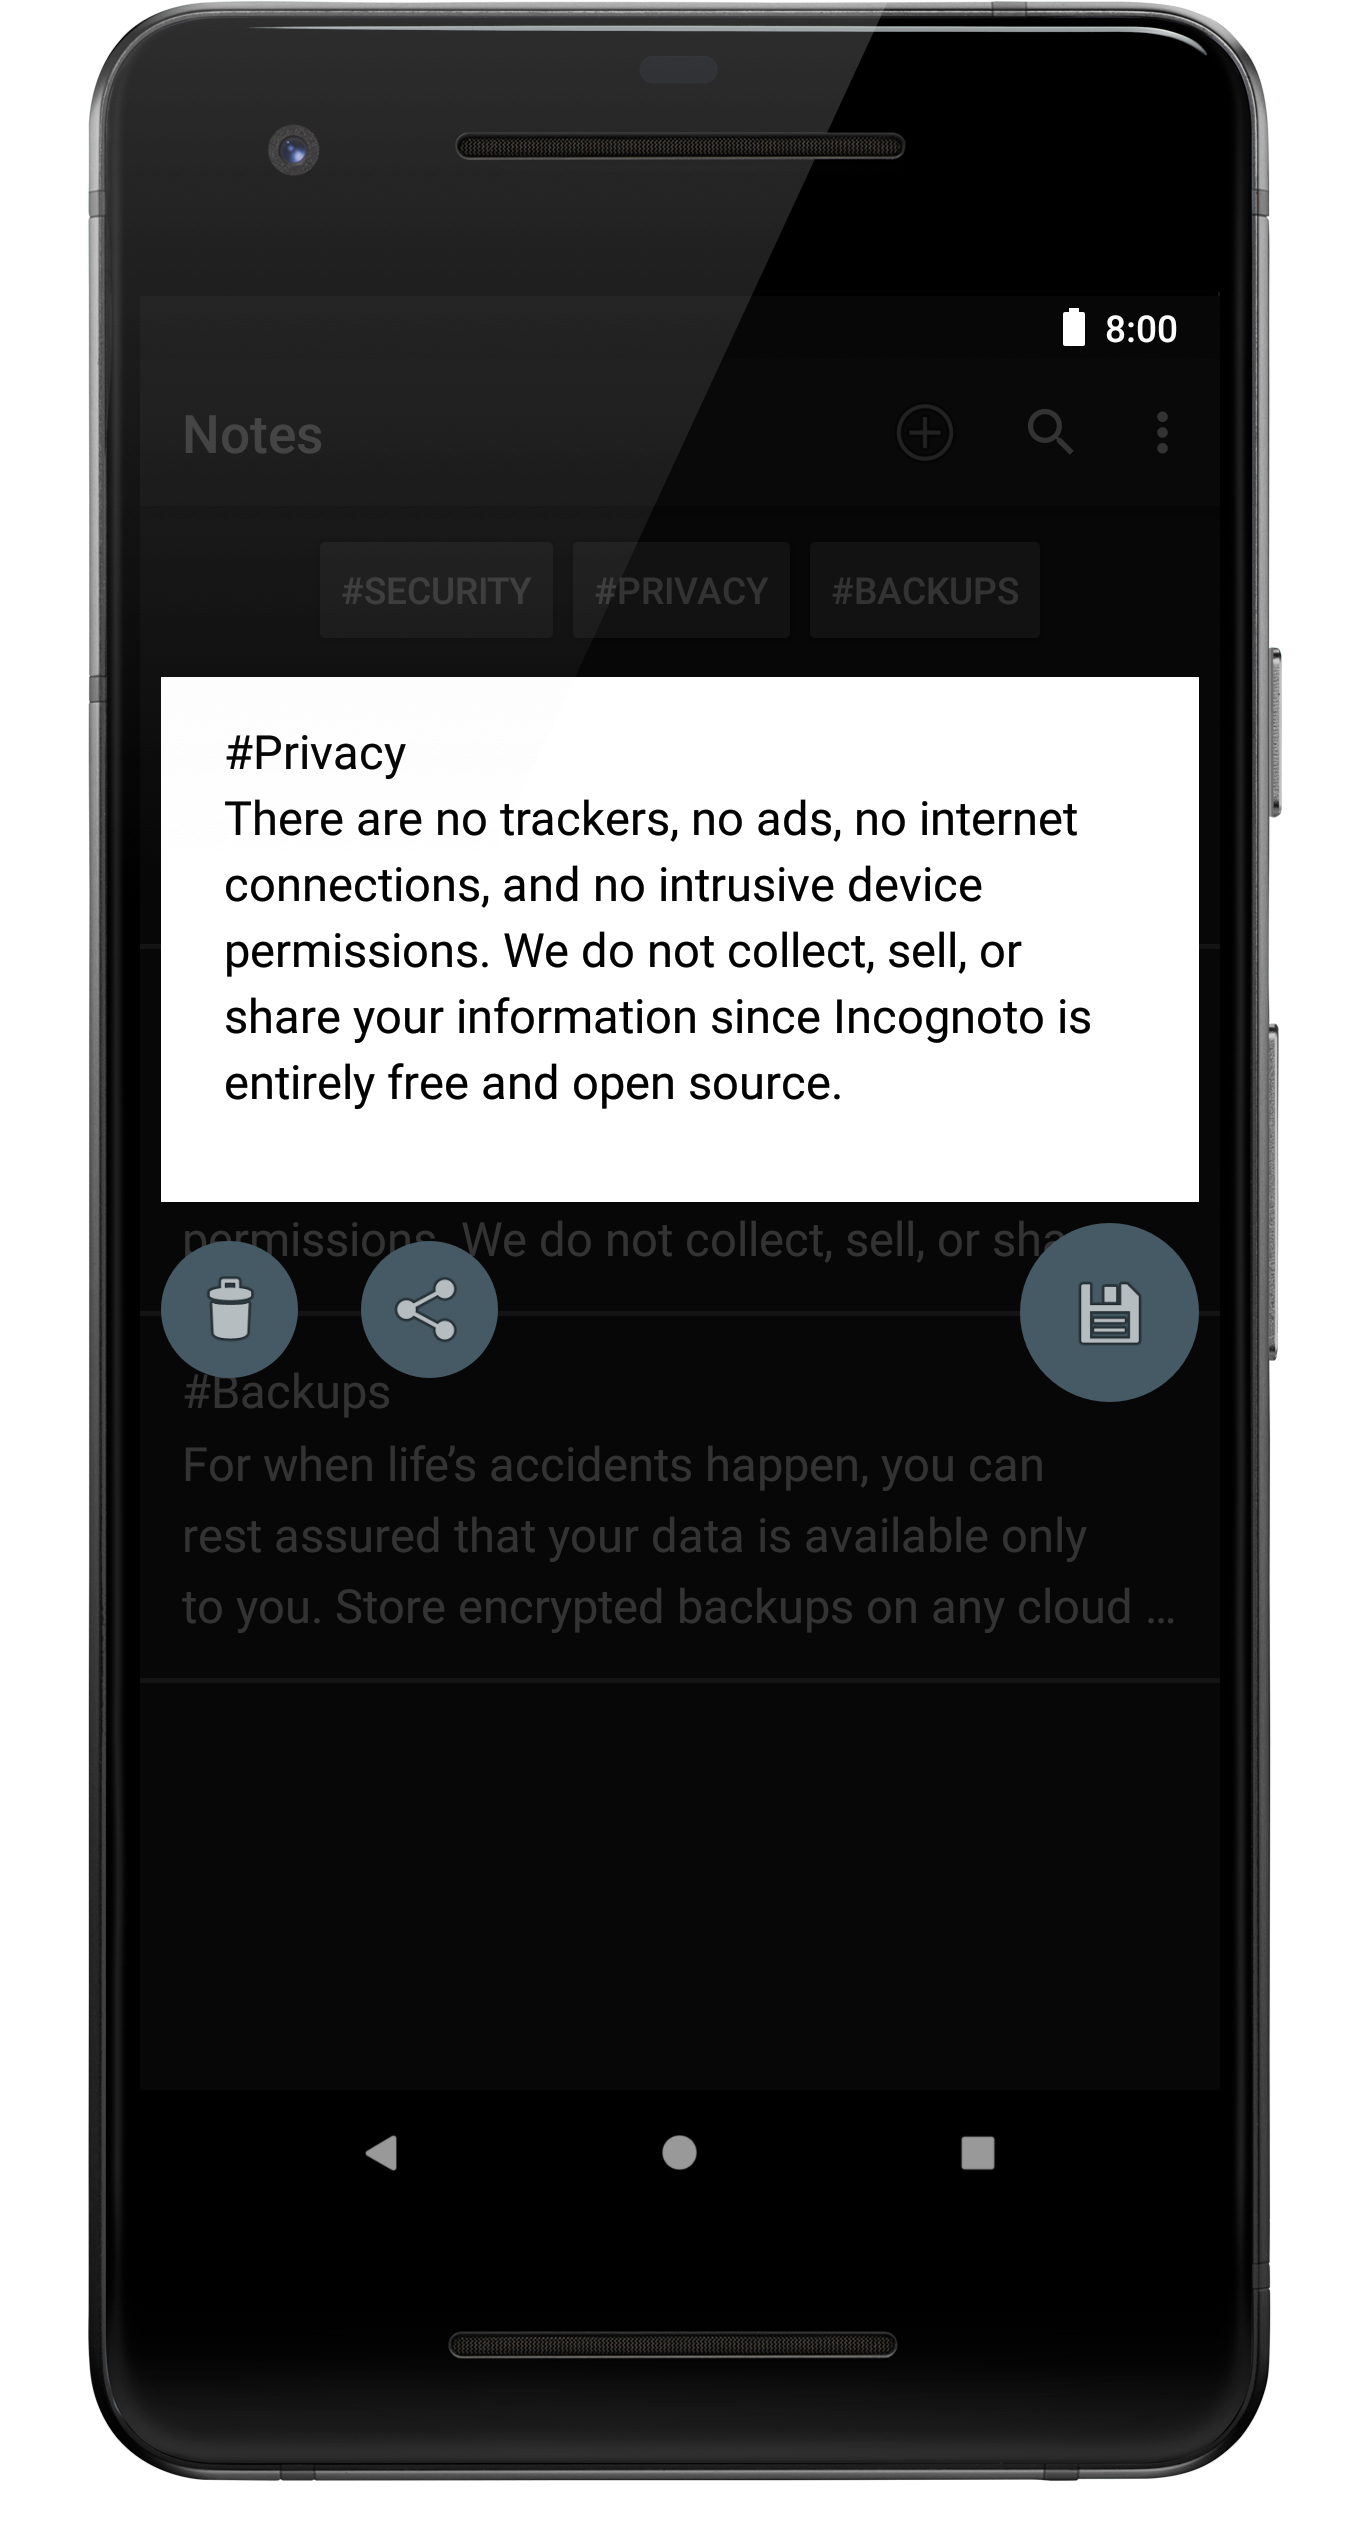 8:00
Notes
#SECURITY #PRIVACY #BACKUPS
#Privacy
There are no trackers, no ads, no internet
connections, and no intrusive device
permissions. We do not collect, sell, or
share your information since Incognoto is
entirely free and open source.
permissions. We do not collect, sell, or
#Backups
For when life’s accidents happen, you can
rest assured that your data is available only
to you. Store encrypted backups on any cloud ...